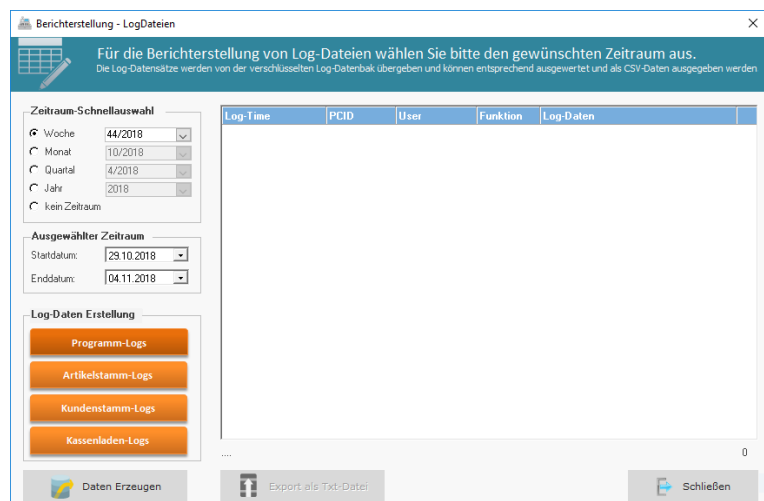 Berichterstellung - LogDateien
Für die Berichterstellung von Log-Dateien wählen Sie bitte den gewünschten Zeitraum aus.
Die Log-Datensätze werden von der verschlüsselten Log-Datenbak übergeben und können entsprechend ausgewertet und als CSV-Daten ausgegeben werden
Zeitraum-Schnellauswahl
Woche 44/2018
Monat 10/2018
Quartal 4/2018
Jahr 2018
kein Zeitraum
Ausgewählter Zeitraum
Startdatum: 29.10.2018
Enddatum: 04.11.2018
Log-Daten Erstellung
Programm-Logs
Artikelstamm-Logs
Kundenstamm-Logs
Kassenladen-Logs
Log-Time PCID User Funktion Log-Daten
.... 0
Daten Erzeugen Export als Txt-Datei Schließen